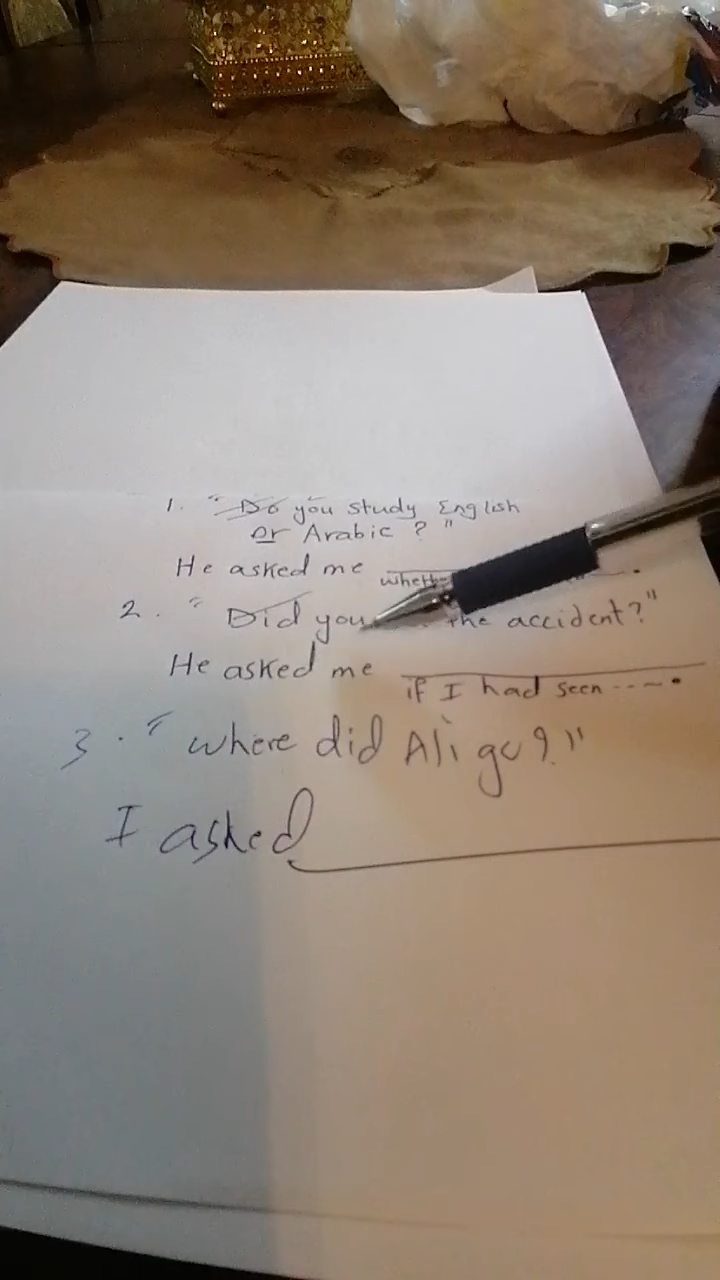 1. "Do you study English
or Arabic ?"
He asked me
2. "Did you the accident?"
He asked me if I had seen ----.
3. "where did Ali go?"
I asked